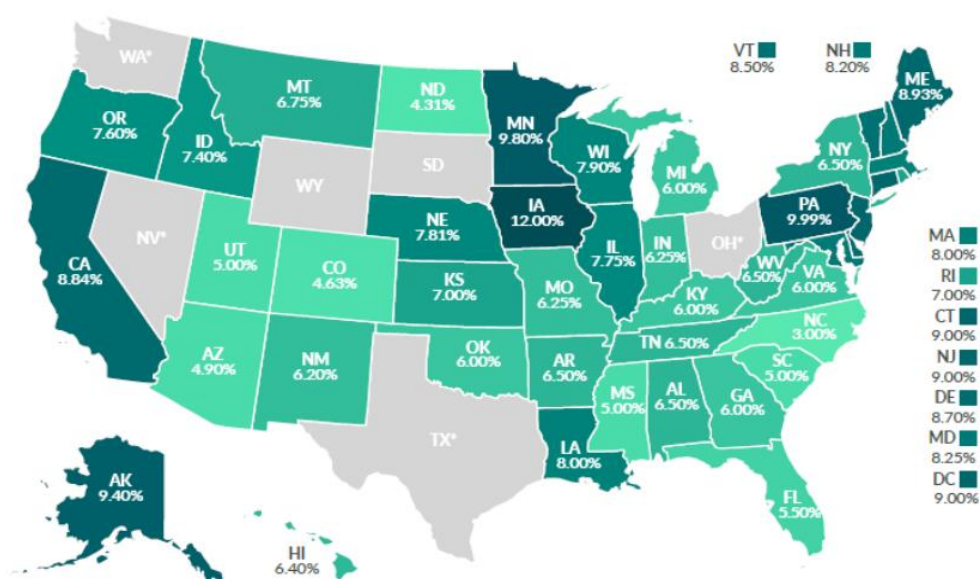 VT
8.50%
NH
8.20%
WA*
MT
6.75%
ND
4.31%
MN
9.80%
ME
8.93%
OR
7.60%
ID
7.40%
WY
SD
WI
7.90%
MI
6.00%
NY
6.50%
CA
8.84%
NV*
UT
5.00%
CO
4.63%
NE
7.81%
IA
12.00%
IL
7.75%
IN
6.25%
OH*
PA
9.99%
KS
7.00%
MO
6.25%
KY
6.00%
WV
6.50%
VA
6.00%
AZ
4.90%
NM
6.20%
OK
6.00%
AR
6.50%
TN 6.50%
NC
3.00%
SC
5.00%
TX*
LA
8.00%
MS
5.00%
AL
6.50%
GA
6.00%
FL
5.50%
AK
9.40%
HI
6.40%
MA
8.00%
RI
7.00%
CT
9.00%
NJ
9.00%
DE
8.70%
MD
8.25%
DC
9.00%